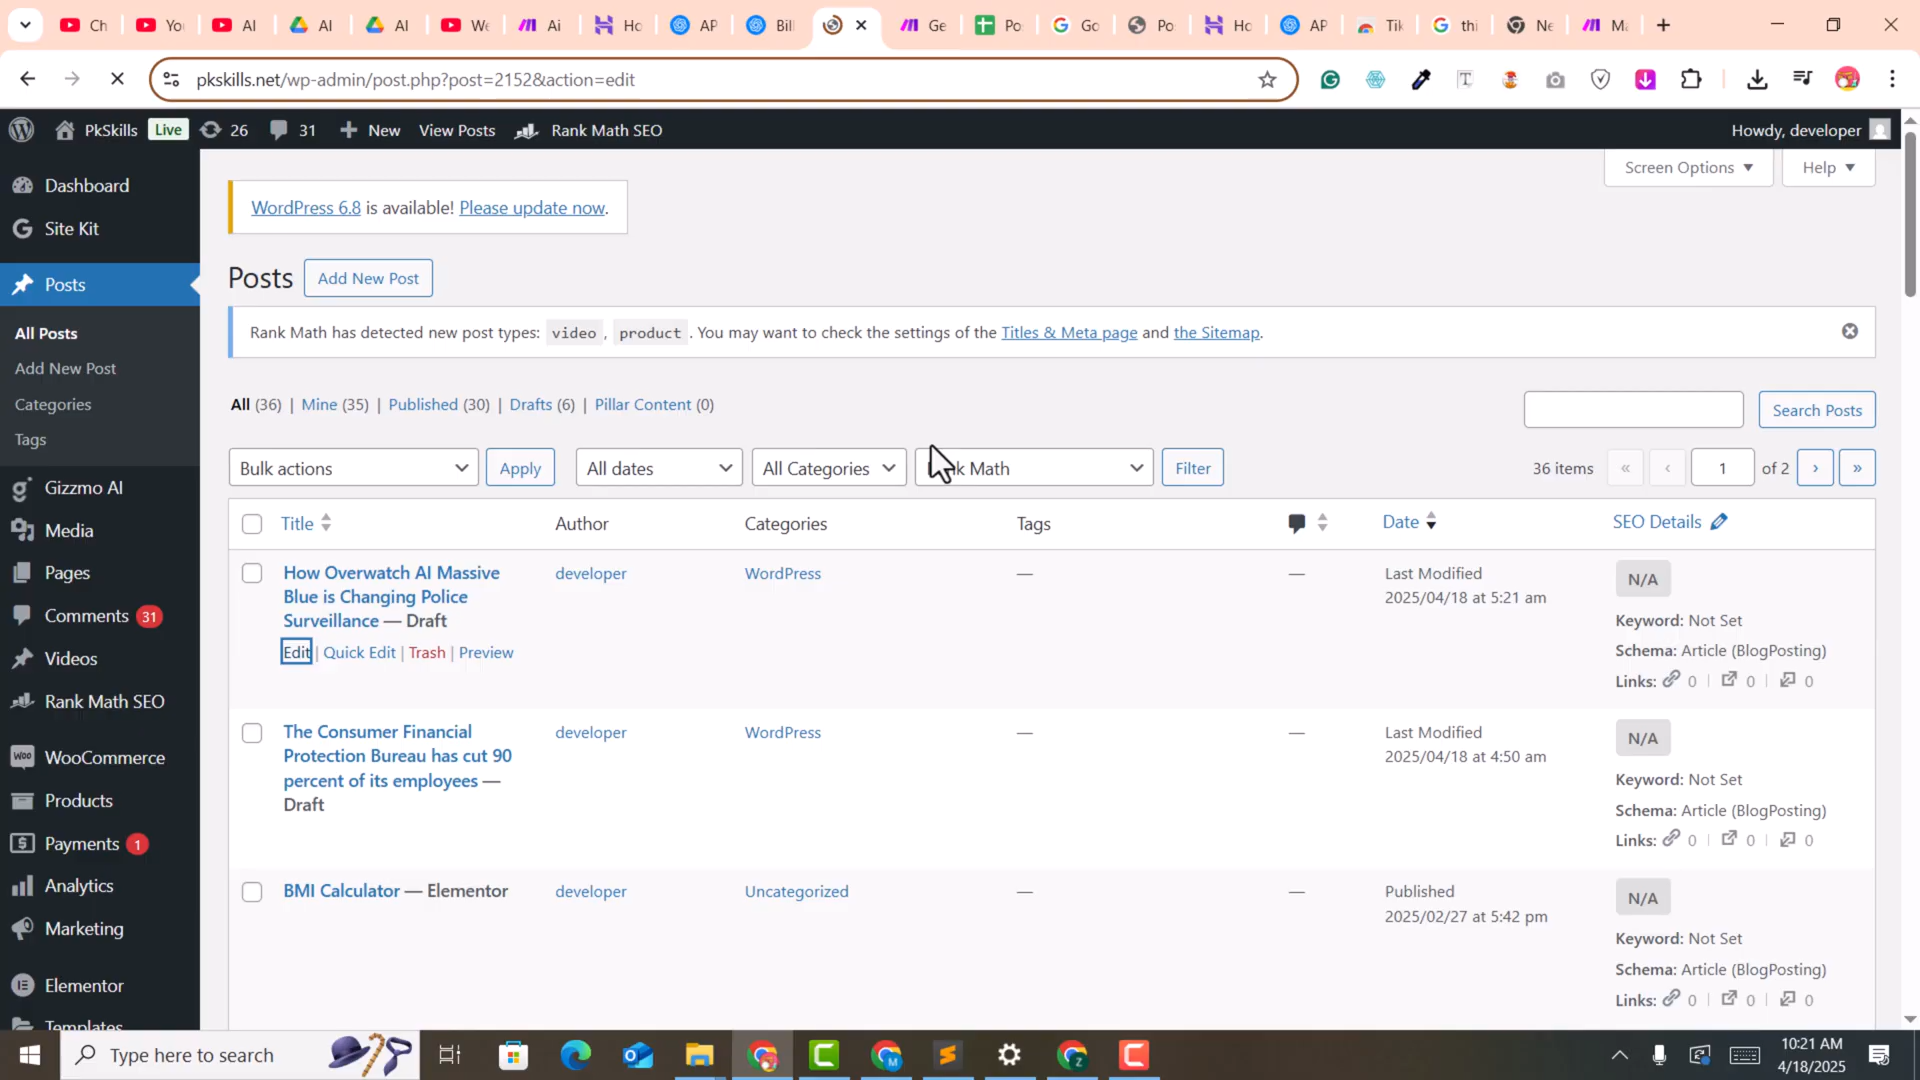 Ch
You
AI
AI
AI
We
Ai
Ho
AP
Bill
Ge
Po
Go
Po
Ho
AP
Tik
thi
Ne
Ma
pkskills.net/wp-admin/post.php?post=2152&action=edit
PkSkills Live 26 31 New View Posts Rank Math SEO Howdy, developer
Screen Options Help
Dashboard
Site Kit
Posts
All Posts
Add New Post
Categories
Tags
Gizzmo AI
Media
Pages
Comments 31
Videos
Rank Math SEO
WooCommerce
Products
Payments 1
Analytics
Marketing
Elementor
Templates
WordPress 6.8 is available! Please update now.
Posts Add New Post
Rank Math has detected new post types: video , product . You may want to check the settings of the Titles & Meta page and the Sitemap.
All (36) | Mine (35) | Published (30) | Drafts (6) | Pillar Content (0)
Search Posts
Bulk actions Apply All dates All Categories Math Filter 36 items « ‹ 1 of 2 › »
Title Author Categories Tags Date SEO Details
How Overwatch AI Massive
Blue is Changing Police
Surveillance — Draft
Edit | Quick Edit | Trash | Preview
developer
WordPress
—
—
Last Modified
2025/04/18 at 5:21 am
N/A
Keyword: Not Set
Schema: Article (BlogPosting)
Links: 0 | 0 | 0
The Consumer Financial
Protection Bureau has cut 90
percent of its employees —
Draft
developer
WordPress
—
—
Last Modified
2025/04/18 at 4:50 am
N/A
Keyword: Not Set
Schema: Article (BlogPosting)
Links: 0 | 0 | 0
BMI Calculator — Elementor
developer
Uncategorized
—
—
Published
2025/02/27 at 5:42 pm
N/A
Keyword: Not Set
Schema: Article (BlogPosting)
Links: 0 | 0 | 0
Type here to search
10:21 AM
4/18/2025